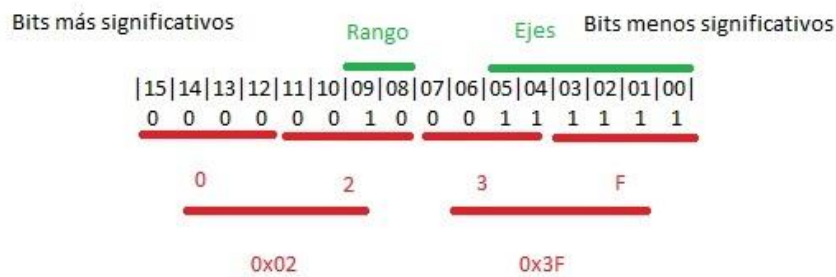 Bits más significativos Rango Ejes Bits menos significativos
|15|14|13|12|11|10|09|08|07|06|05|04|03|02|01|00|
0 0 0 0 0 0 1 0 0 0 1 1 1 1 1 1
0 2 3 F
0x02 0x3F